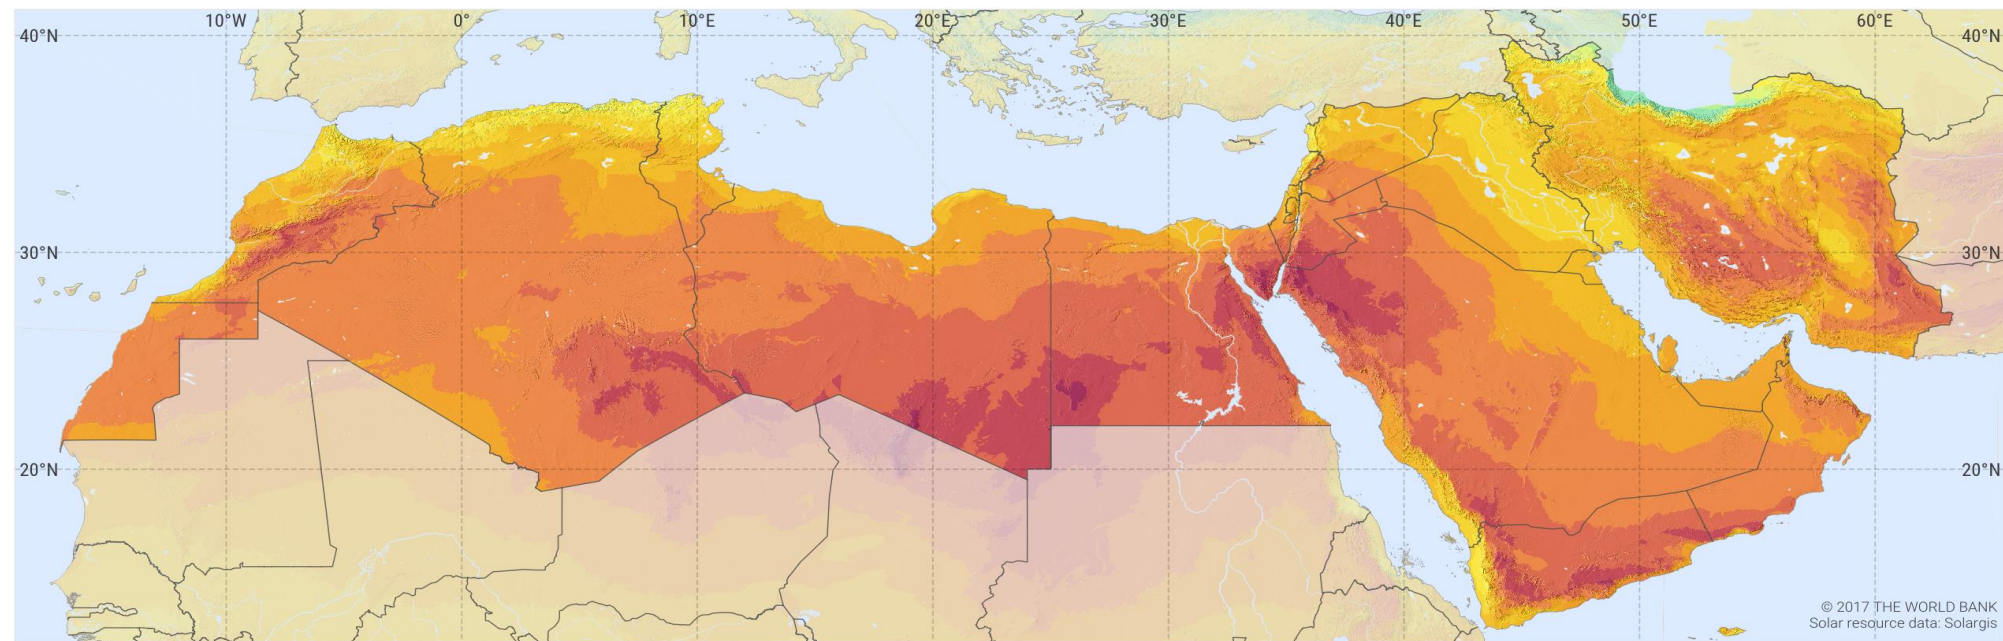 10°W 0° 10°E 20°E 30°E 40°E 50°E 60°E
40°N 40°N
30°N 30°N
20°N 20°N
© 2017 THE WORLD BANK
Solar resource data: Solargis